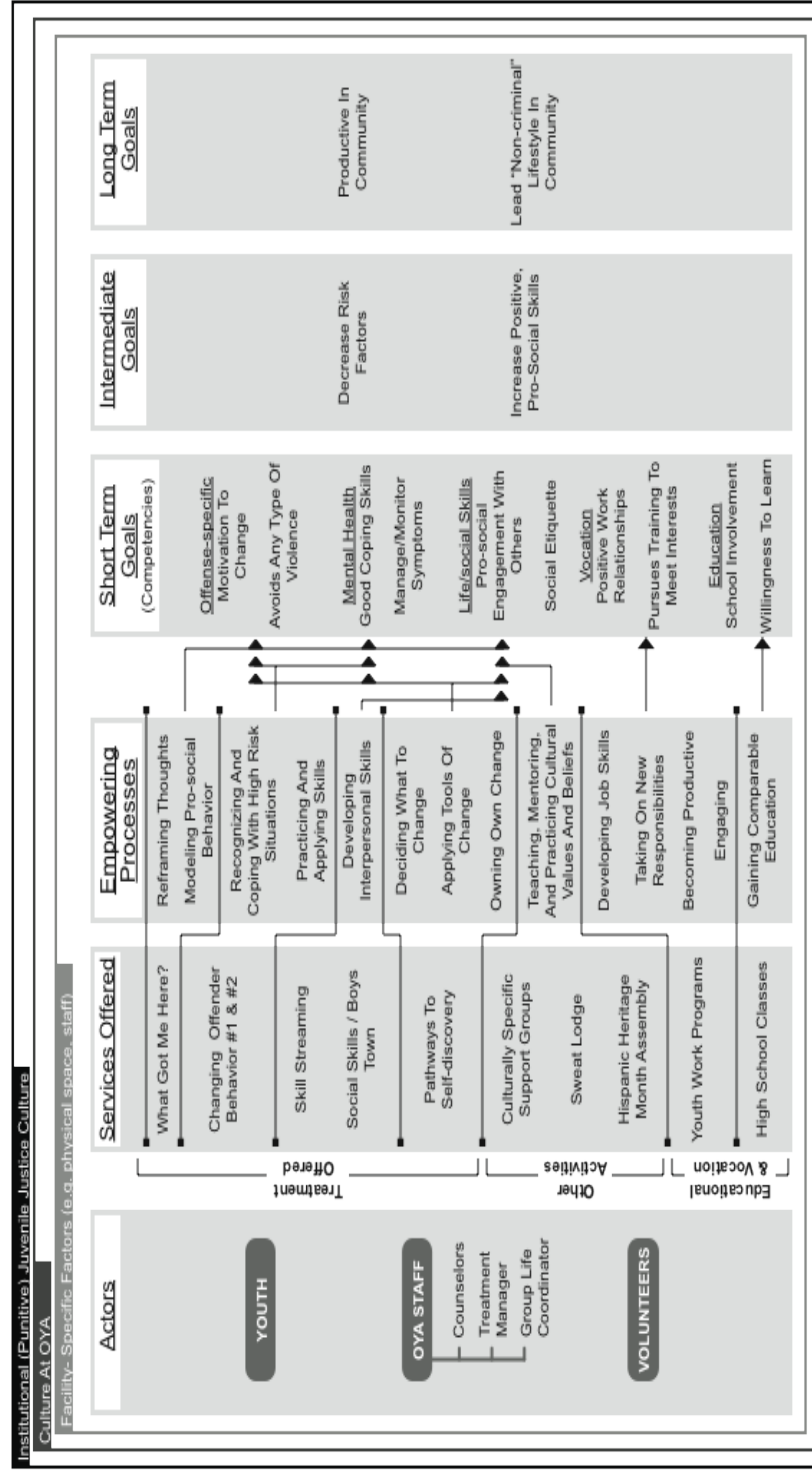 Institutional (Punitive) Juvenile Justice Culture
Culture At OYA
Facility- Specific Factors (e.g. physical space, staff)
Actors
YOUTH
OYA STAFF
Counselors
Treatment
Manager
Group Life
Coordinator
VOLUNTEERS
Treatment
Offered
Other
Activities
Educational
& Vocation
Services Offered
What Got Me Here?
Changing Offender
Behavior #1 & #2
Skill Streaming
Social Skills / Boys
Town
Pathways To
Self-discovery
Culturally Specific
Support Groups
Sweat Lodge
Hispanic Heritage
Month Assembly
Youth Work Programs
High School Classes
Empowering
Processes
Reframing Thoughts
Modeling Pro-social
Behavior
Recognizing And
Coping With High Risk
Situations
Practicing And
Applying Skills
Developing
Interpersonal Skills
Deciding What To
Change
Applying Tools Of
Change
Owning Own Change
Teaching, Mentoring,
And Practicing Cultural
Values And Beliefs
Developing Job Skills
Taking On New
Responsibilities
Becoming Productive
Engaging
Gaining Comparable
Education
Short Term
Goals
(Competencies)
Offense-specific
Motivation To
Change
Avoids Any Type Of
Violence
Mental Health
Good Coping Skills
Manage/Monitor
Symptoms
Life/social Skills
Pro-social
Engagement With
Others
Social Etiquette
Vocation
Positive Work
Relationships
Pursues Training To
Meet Interests
Education
School Involvement
Willingness To Learn
Intermediate
Goals
Decrease Risk
Factors
Increase Positive,
Pro-Social Skills
Long Term
Goals
Productive In
Community
Lead "Non-criminal"
Lifestyle In
Community